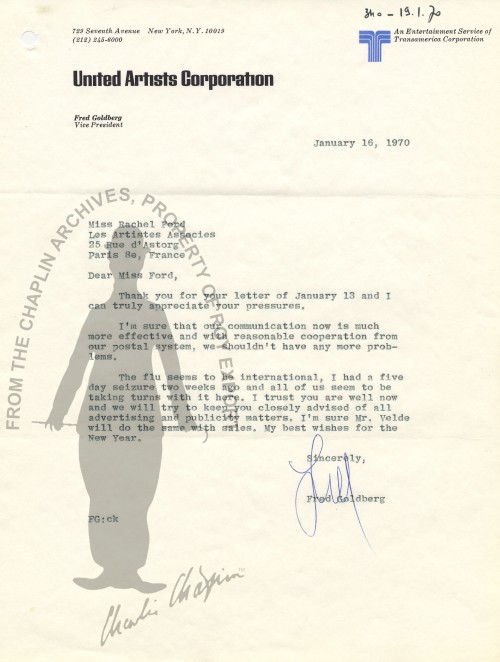 729 Seventh Avenue New York, N.Y. 10019
(212) 245-6000
An Entertainment Service of
Transamerica Corporation
United Artists Corporation
Fred Goldberg
Vice President
January 16, 1970
Miss Rachel Ford
Les Artistes Associes
25 Rue d'Astorg
Paris 8e, France
Dear Miss Ford,
Thank you for your letter of January 13 and I
can truly appreciate your pressures.
I'm sure that our communication now is much
more effective and with reasonable cooperation from
our postal system, we shouldn't have any more prob-
lems.
The flu seems to be international, I had a five
day seizure two weeks ago and all of us seem to be
taking turns with it here. I trust you are well now
and we will try to keep you closely advised of all
advertising and publicity matters. I'm sure Mr. Velde
will do the same with sales. My best wishes for the
New Year.
Sincerely,
Fred
Fred Goldberg
FG:ck
FROM THE CHAPLIN ARCHIVES, PROPERTY OF ROY EXPORT
Charlie Chaplin™